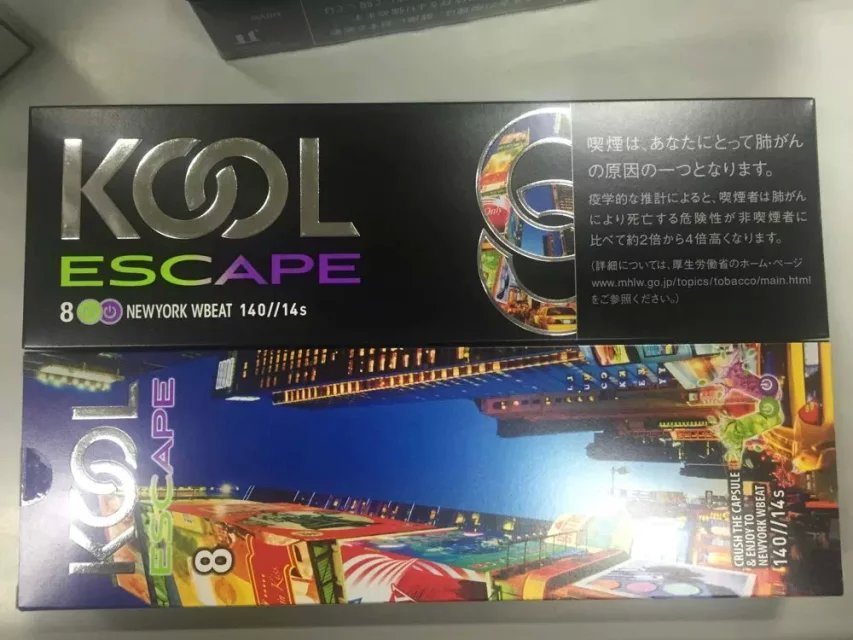 KOOL
ESCAPE
8 NEWYORK WBEAT 140//14s
喫煙は、あなたにとって肺がん
の原因の一つとなります。
疫学的な推計によると、喫煙者は肺がん
により死亡する危険性が非喫煙者に
比べて約2倍から4倍高くなります。
(詳細については、厚生労働省のホーム・ページ
www.mhlw.go.jp/topics/tobacco/main.html
をご参照ください。)
KOOL
ESCAPE
8
CRUSH THE CAPSULE
& ENJOY TO
NEWYORK WBEAT
140//14s